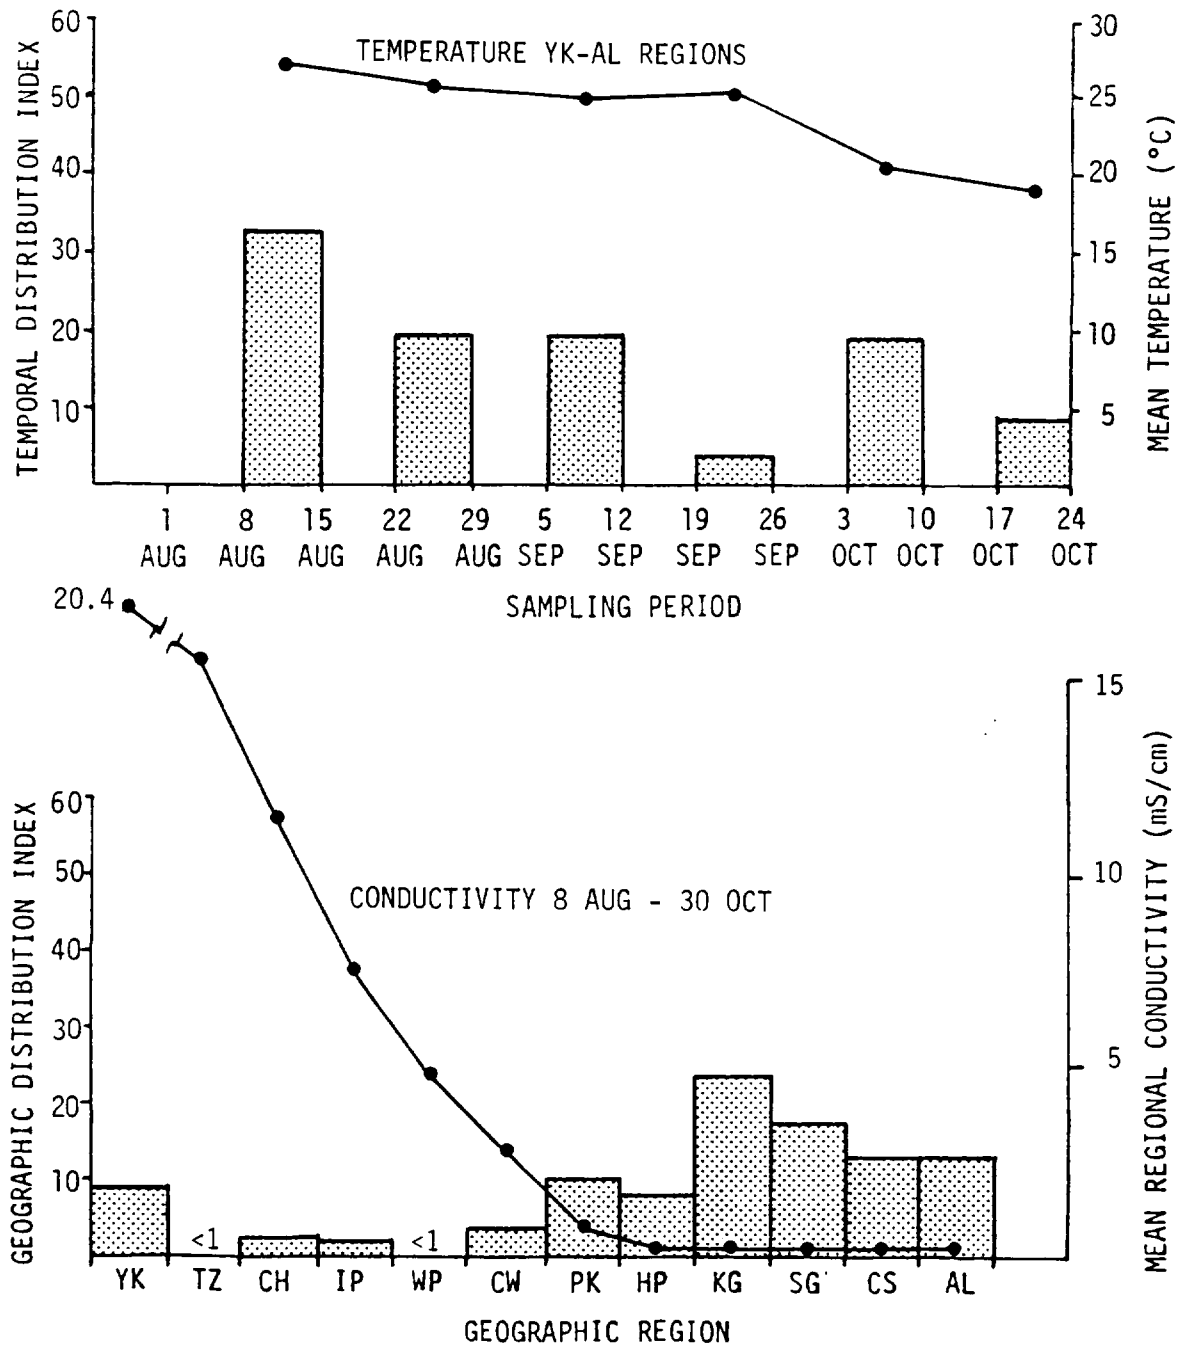 TEMPORAL DISTRIBUTION INDEX
60
50
40
30
20
10
TEMPERATURE YK-AL REGIONS
30
25
20
15
10
5
MEAN TEMPERATURE (°C)
1 8 15 22 29 5 12 19 26 3 10 17 24
AUG AUG AUG AUG AUG SEP SEP SEP SEP OCT OCT OCT OCT
SAMPLING PERIOD
20.4
GEOGRAPHIC DISTRIBUTION INDEX
60
50
40
30
20
10
CONDUCTIVITY 8 AUG - 30 OCT
15
10
5
MEAN REGIONAL CONDUCTIVITY (mS/cm)
<1 <1
YK TZ CH IP WP CW PK HP KG SG CS AL
GEOGRAPHIC REGION